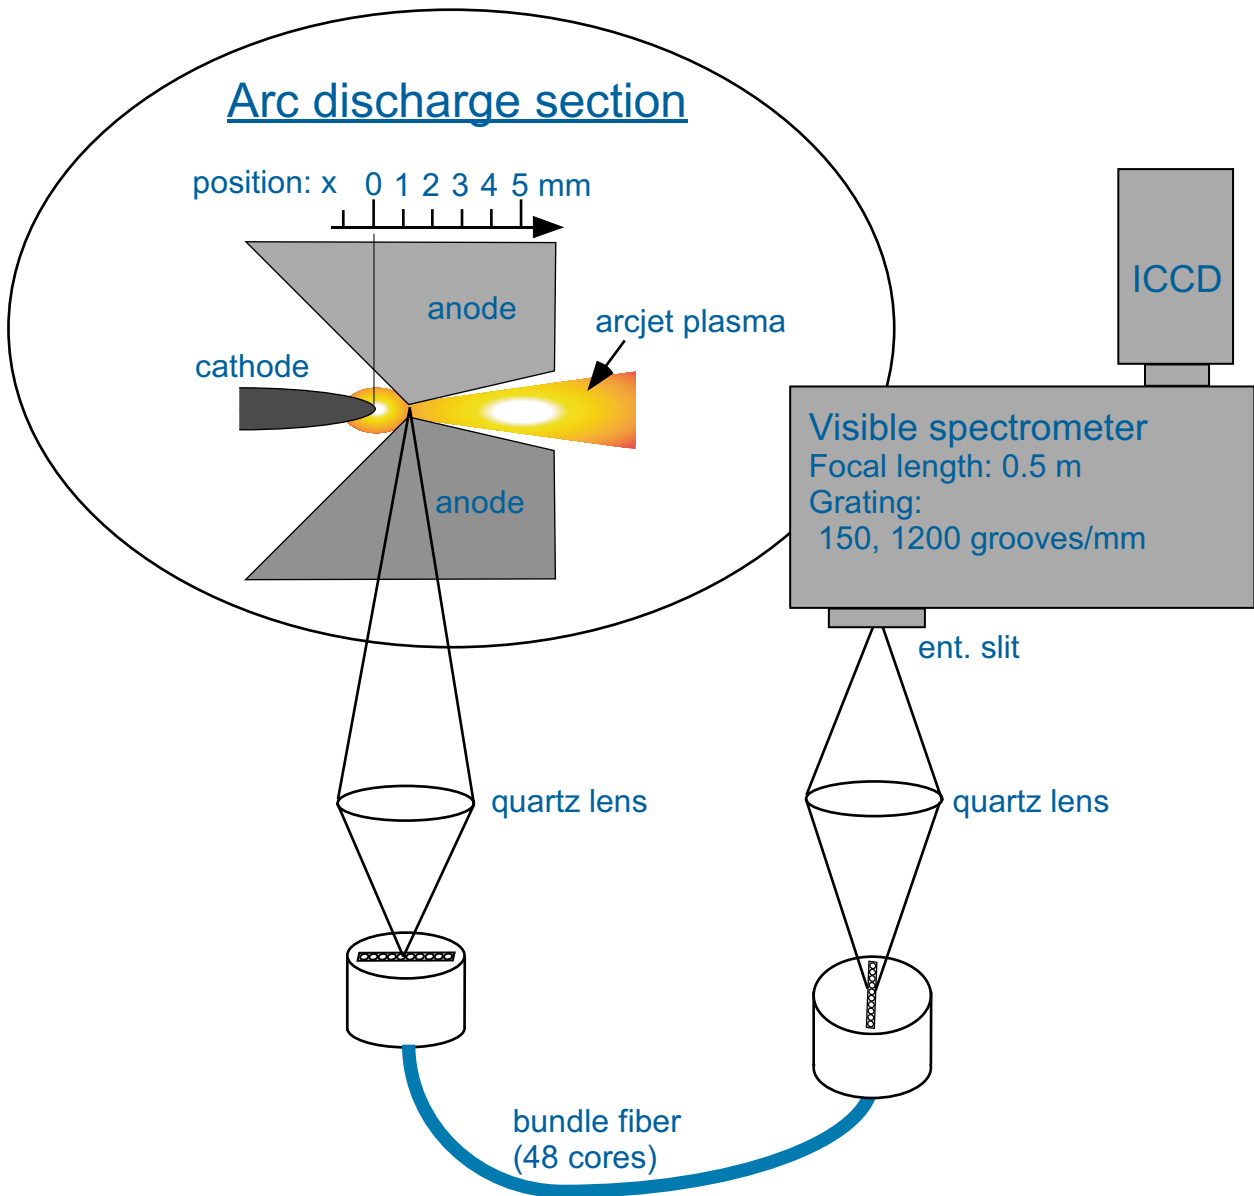 Arc discharge section
position: x 0 1 2 3 4 5 mm
anode
arcjet plasma
cathode
anode
ICCD
Visible spectrometer
Focal length: 0.5 m
Grating:
150, 1200 grooves/mm
ent. slit
quartz lens
quartz lens
bundle fiber
(48 cores)